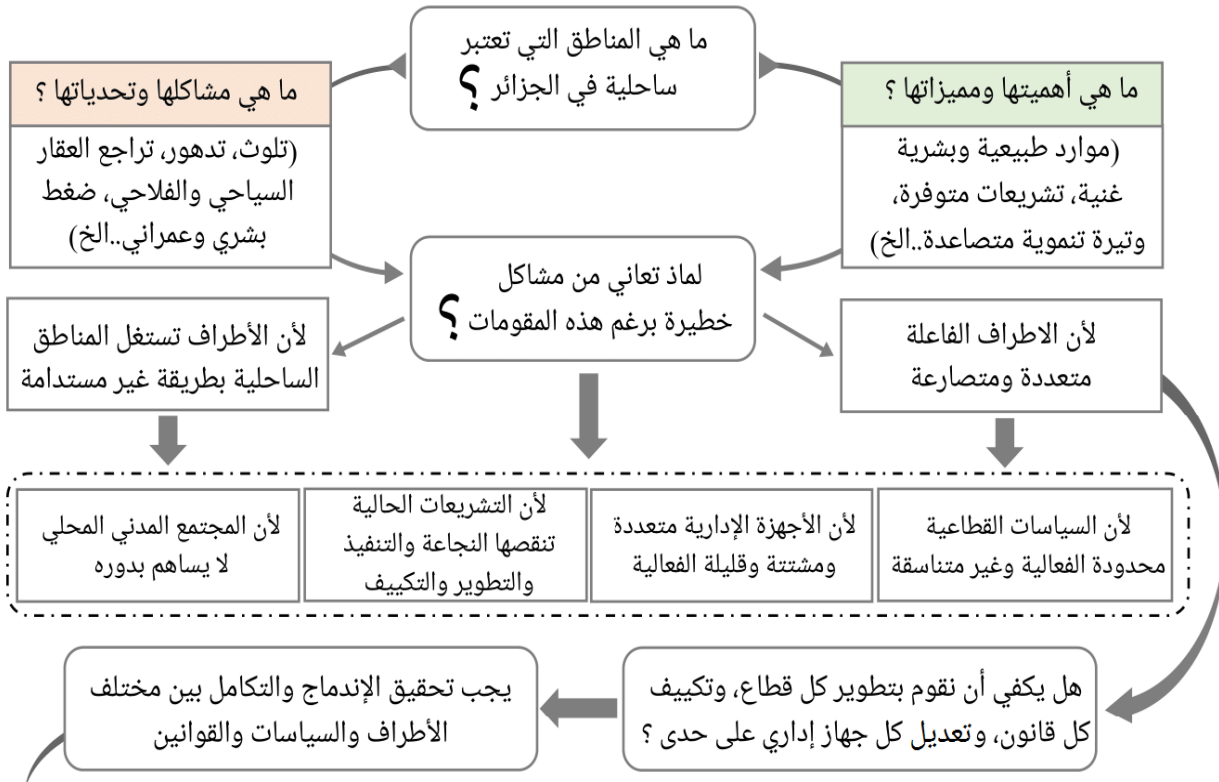 ما هي المناطق التي تعتبر
ساحلية في الجزائر ؟
ما هي أهميتها ومميزاتها ؟
(موارد طبيعية وبشرية
غنية، تشريعات متوفرة،
وتيرة تنموية متصاعدة..الخ)
ما هي مشاكلها وتحدياتها ؟
(تلوث، تدهور، تراجع العقار
السياحي والفلاحي، ضغط
بشري وعمراني..الخ)
لماذ تعاني من مشاكل
خطيرة برغم هذه المقومات ؟
لأن الاطراف الفاعلة
متعددة ومتصارعة
لأن الأطراف تستغل المناطق
الساحلية بطريقة غير مستدامة
لأن السياسات القطاعية
محدودة الفعالية وغير متناسقة
لأن الأجهزة الإدارية متعددة
ومشتتة وقليلة الفعالية
لأن التشريعات الحالية
تنقصها النجاعة والتنفيذ
والتطوير والتكييف
لأن المجتمع المدني المحلي
لا يساهم بدوره
هل يكفي أن نقوم بتطوير كل قطاع، وتكييف
كل قانون، وتعديل كل جهاز إداري على حدى ؟
يجب تحقيق الإندماج والتكامل بين مختلف
الأطراف والسياسات والقوانين